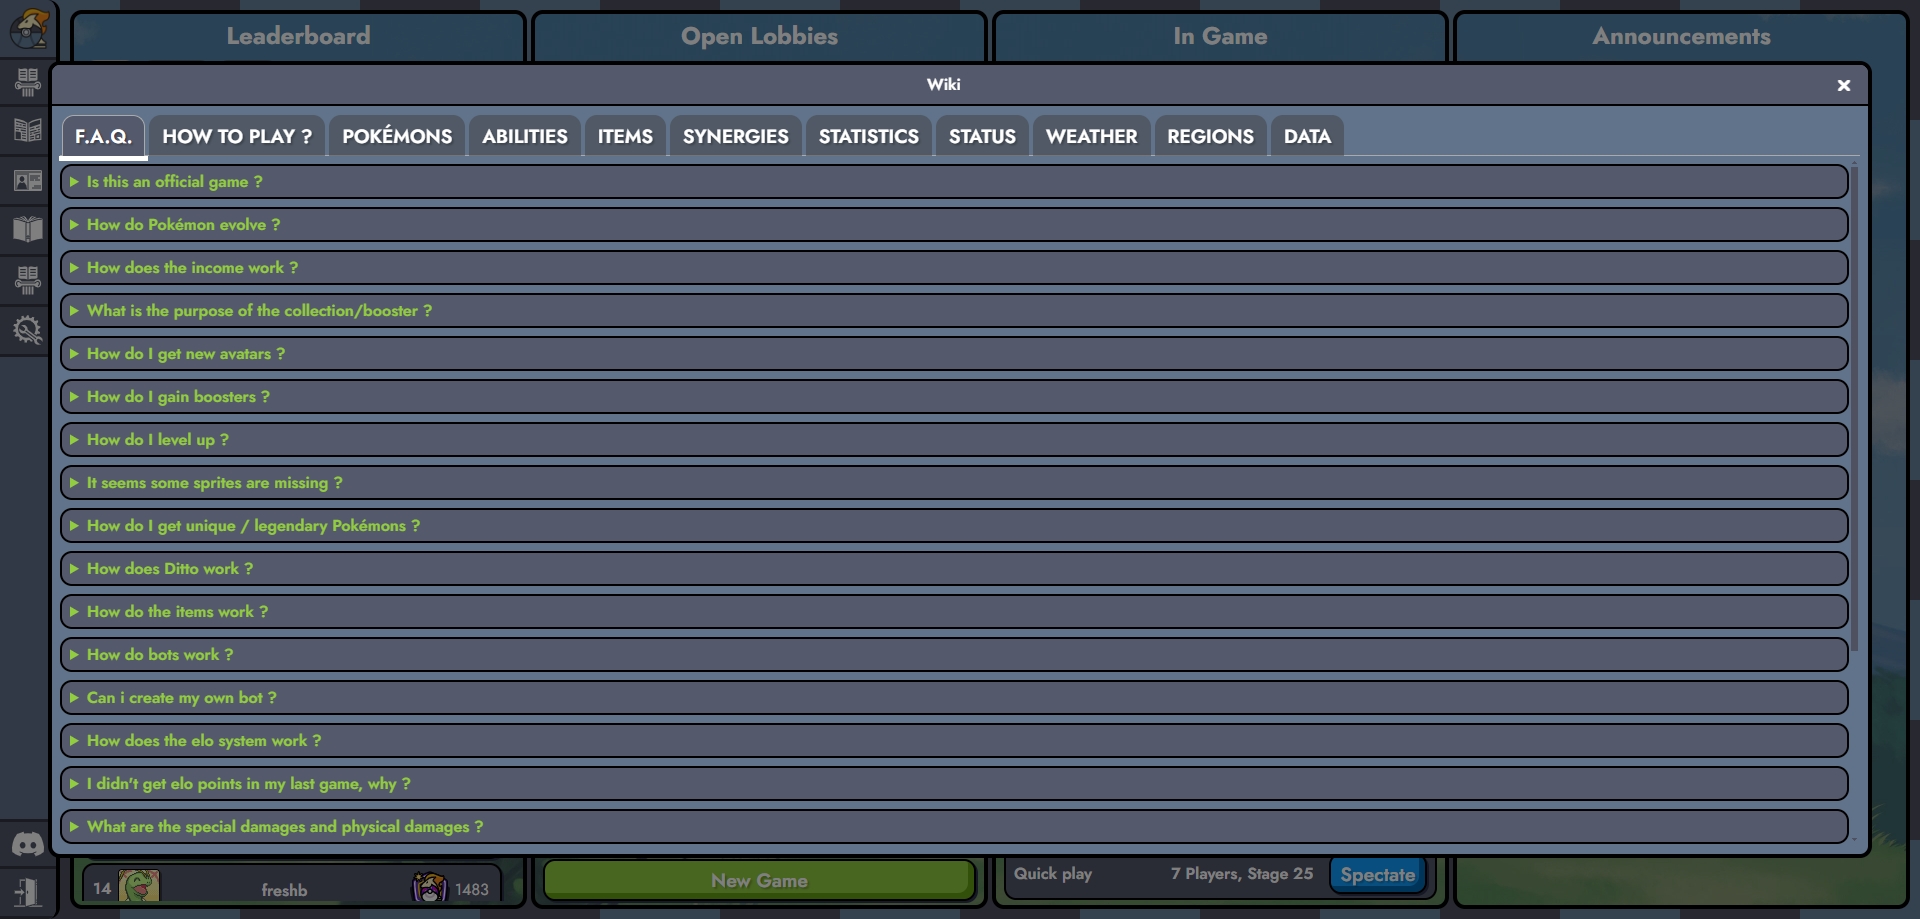 Leaderboard
Open Lobbies
In Game
Announcements
Wiki
F.A.Q.
HOW TO PLAY ?
POKÉMONS
ABILITIES
ITEMS
SYNERGIES
STATISTICS
STATUS
WEATHER
REGIONS
DATA
Is this an official game ?
How do Pokémon evolve ?
How does the income work ?
What is the purpose of the collection/booster ?
How do I get new avatars ?
How do I gain boosters ?
How do I level up ?
It seems some sprites are missing ?
How do I get unique / legendary Pokémons ?
How does Ditto work ?
How do the items work ?
How do bots work ?
Can i create my own bot ?
How does the elo system work ?
I didn't get elo points in my last game, why ?
What are the special damages and physical damages ?
14 freshb 1483
New Game
Quick play 7 Players, Stage 25 Spectate